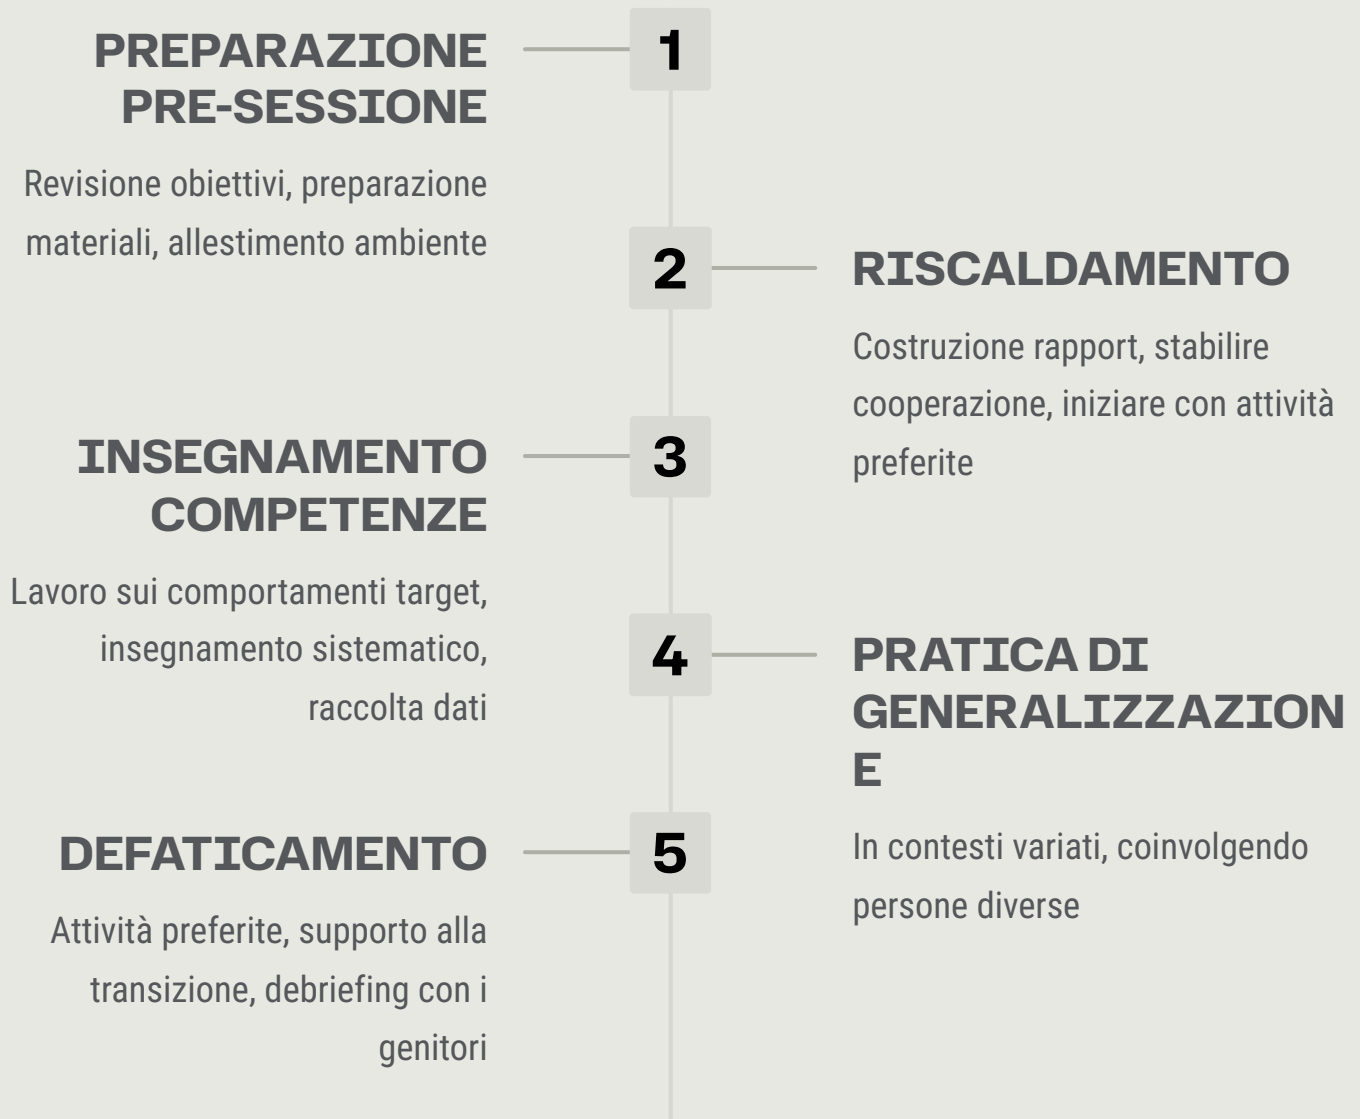 1
PREPARAZIONE
PRE-SESSIONE
Revisione obiettivi, preparazione
materiali, allestimento ambiente
2
RISCALDAMENTO
Costruzione rapport, stabilire
cooperazione, iniziare con attività
preferite
3
INSEGNAMENTO
COMPETENZE
Lavoro sui comportamenti target,
insegnamento sistematico,
raccolta dati
4
PRATICA DI
GENERALIZZAZION
E
In contesti variati, coinvolgendo
persone diverse
5
DEFATICAMENTO
Attività preferite, supporto alla
transizione, debriefing con i
genitori